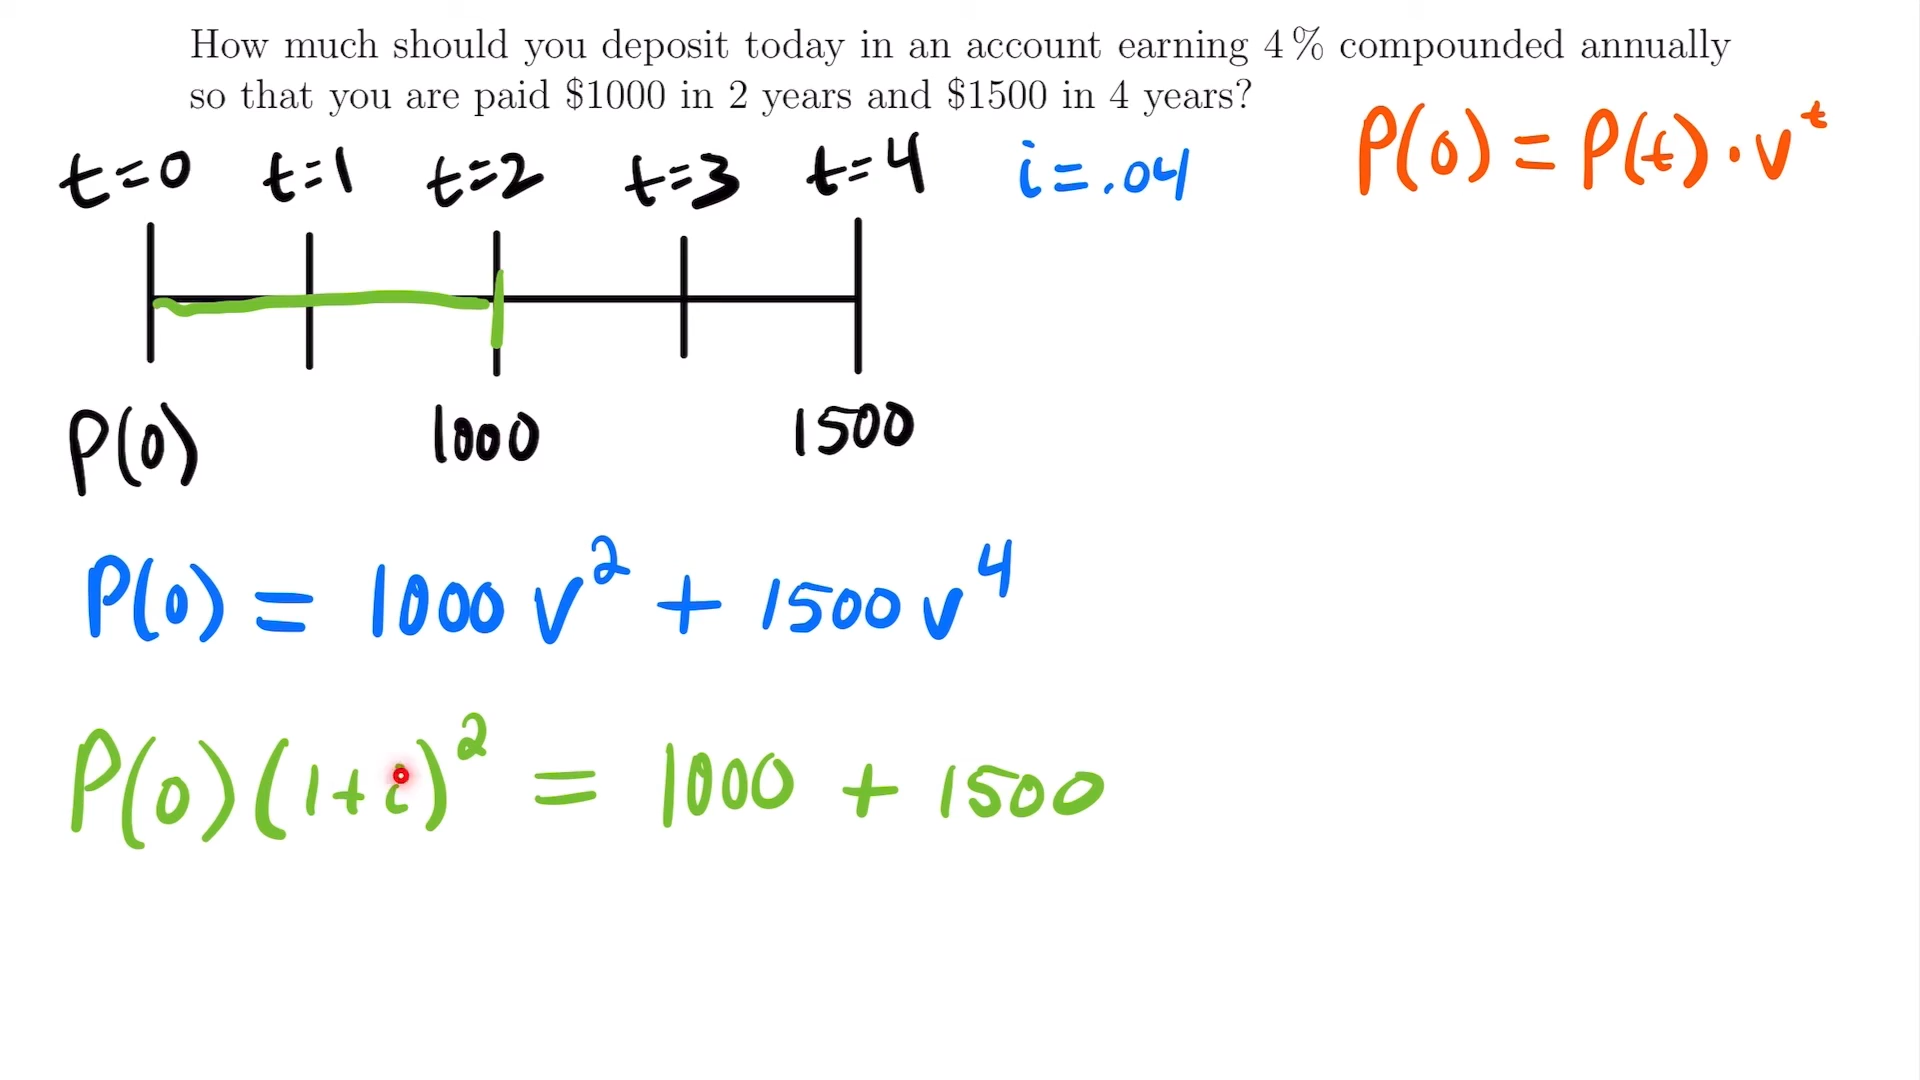 How much should you deposit today in an account earning 4% compounded annually
so that you are paid $1000 in 2 years and $1500 in 4 years?
P(0) = P(t) · v^t
t=0 t=1 t=2 t=3 t=4 i=.04
P(0) 1000 1500
P(0) = 1000 v^2 + 1500 v^4
P(0)(1+i)^2 = 1000 + 1500